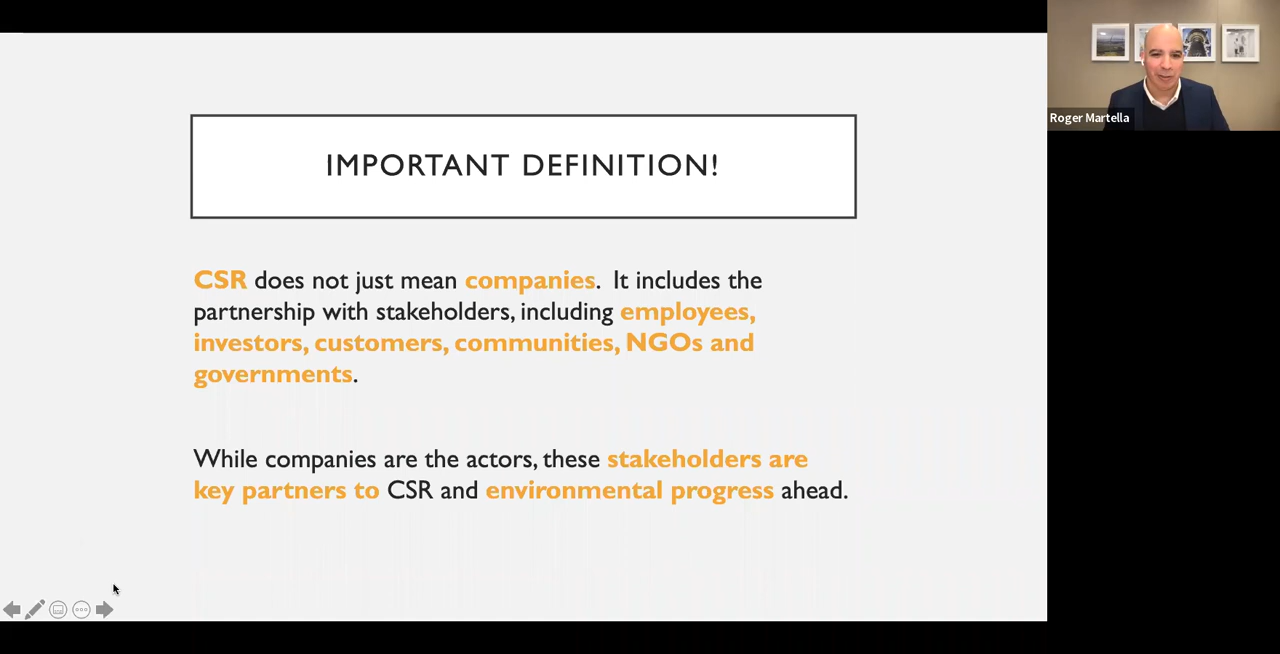 IMPORTANT DEFINITION!
CSR does not just mean companies. It includes the
partnership with stakeholders, including employees,
investors, customers, communities, NGOs and
governments.
While companies are the actors, these stakeholders are
key partners to CSR and environmental progress ahead.
Roger Martella